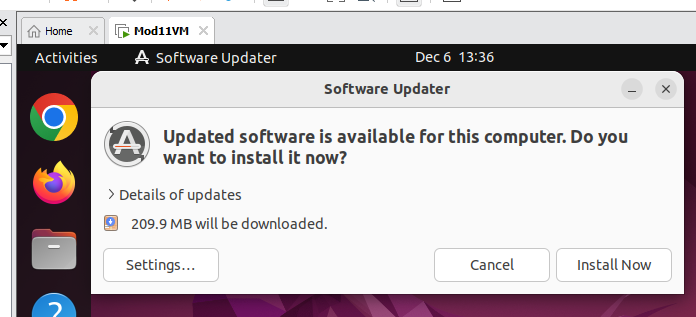 Home
Mod11VM
Activities
Software Updater
Dec 6 13:36
Software Updater
Updated software is available for this computer. Do you
want to install it now?
Details of updates
209.9 MB will be downloaded.
Settings...
Cancel
Install Now